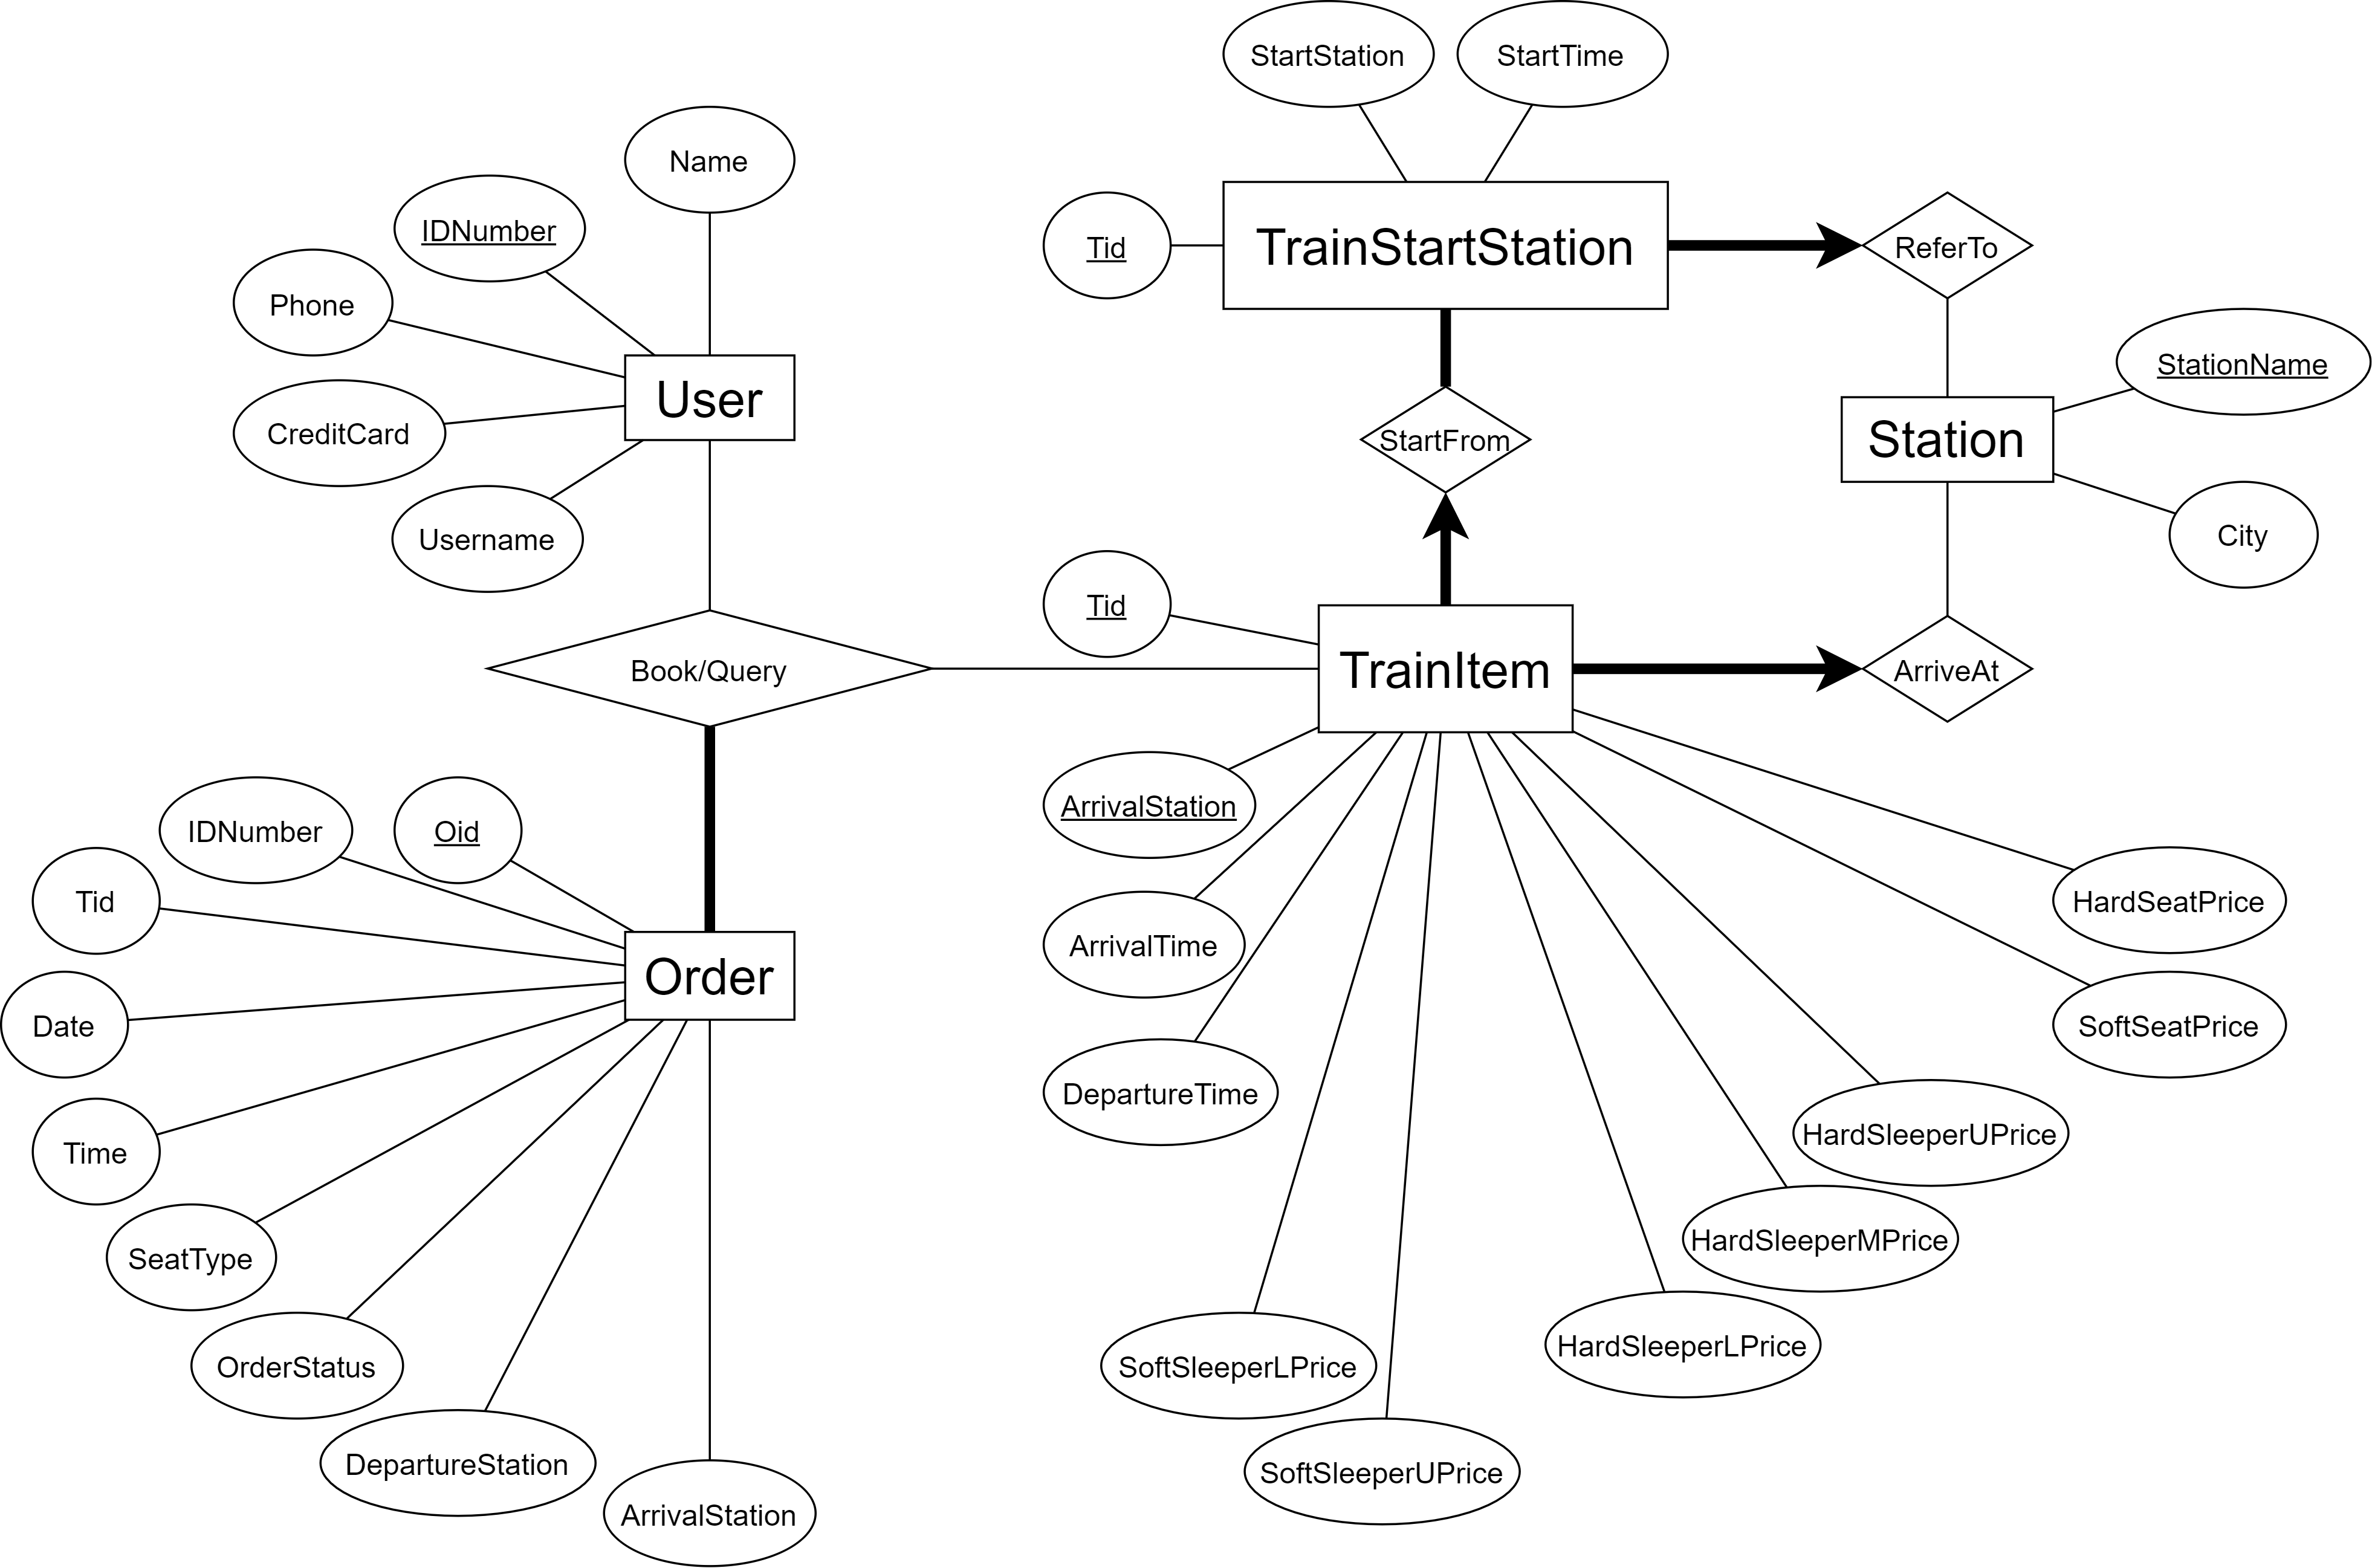 StartStation
StartTime
Name
IDNumber
Tid
TrainStartStation
ReferTo
Phone
StationName
User
CreditCard
StartFrom
Station
Username
City
Tid
Book/Query
TrainItem
ArriveAt
ArrivalStation
IDNumber
Oid
Tid
HardSeatPrice
ArrivalTime
Order
Date
SoftSeatPrice
DepartureTime
Time
HardSleeperUPrice
SeatType
HardSleeperMPrice
HardSleeperLPrice
OrderStatus
SoftSleeperLPrice
DepartureStation
SoftSleeperUPrice
ArrivalStation